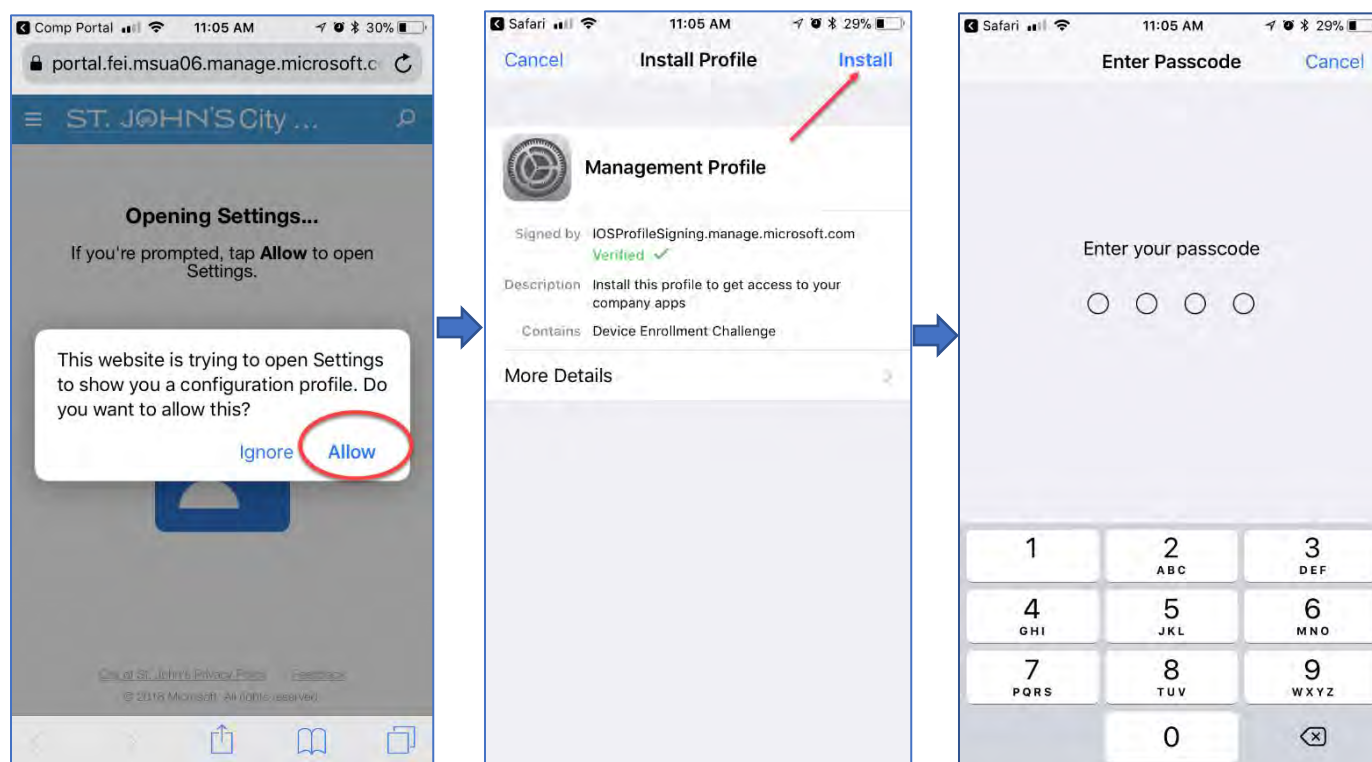 Comp Portal 11:05 AM 30%
portal.fei.msua06.manage.microsoft.c
ST. JOHN'S City ...
Opening Settings...
If you're prompted, tap Allow to open
Settings.
This website is trying to open Settings
to show you a configuration profile. Do
you want to allow this?
Ignore Allow
City of St. John's Privacy Policy Feedback
© 2018 Microsoft. All rights reserved.
Safari 11:05 AM 29%
Cancel Install Profile Install
Management Profile
Signed by IOSProfileSigning.manage.microsoft.com
Verified
Description Install this profile to get access to your
company apps
Contains Device Enrollment Challenge
More Details
Safari 11:05 AM 29%
Enter Passcode Cancel
Enter your passcode
1 2 3
ABC DEF
4 5 6
GHI JKL MNO
7 8 9
PQRS TUV WXYZ
0